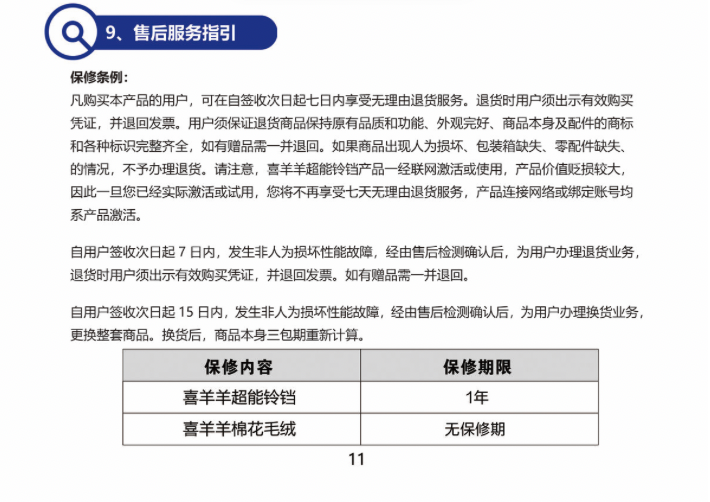 9、售后服务指引
保修条例：
凡购买本产品的用户，可在自签收次日起七日内享受无理由退货服务。退货时用户须出示有效购买
凭证，并退回发票。用户须保证退货商品保持原有品质和功能、外观完好、商品本身及配件的商标
和各种标识完整齐全，如有赠品需一并退回。如果商品出现人为损坏、包装箱缺失、零配件缺失、
的情况，不予办理退货。请注意，喜羊羊超能铃铛产品一经联网激活或使用，产品价值贬损较大，
因此一旦您已经实际激活或试用，您将不再享受七天无理由退货服务，产品连接网络或绑定账号均
系产品激活。
自用户签收次日起 7 日内，发生非人为损坏性能故障，经由售后检测确认后，为用户办理退货业务，
退货时用户须出示有效购买凭证，并退回发票。如有赠品需一并退回。
自用户签收次日起 15 日内，发生非人为损坏性能故障，经由售后检测确认后，为用户办理换货业务，
更换整套商品。换货后，商品本身三包期重新计算。
保修内容 保修期限
喜羊羊超能铃铛 1年
喜羊羊棉花毛绒 无保修期
11